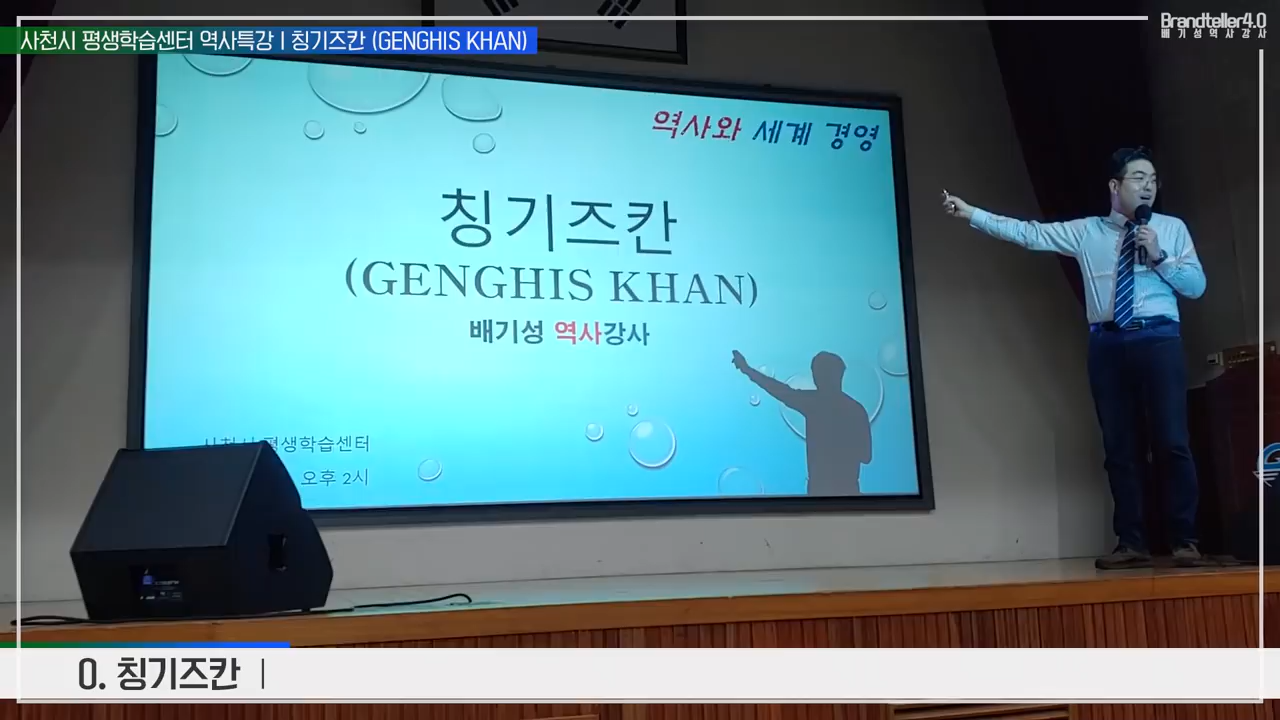 사천시 평생학습센터 역사특강 | 칭기즈칸 (GENGHIS KHAN)
Brandteller4.0
배기성역사강사
역사와 세계 경영
칭기즈칸
(GENGHIS KHAN)
배기성 역사강사
사천시 평생학습센터
오후 2시
0. 칭기즈칸 |